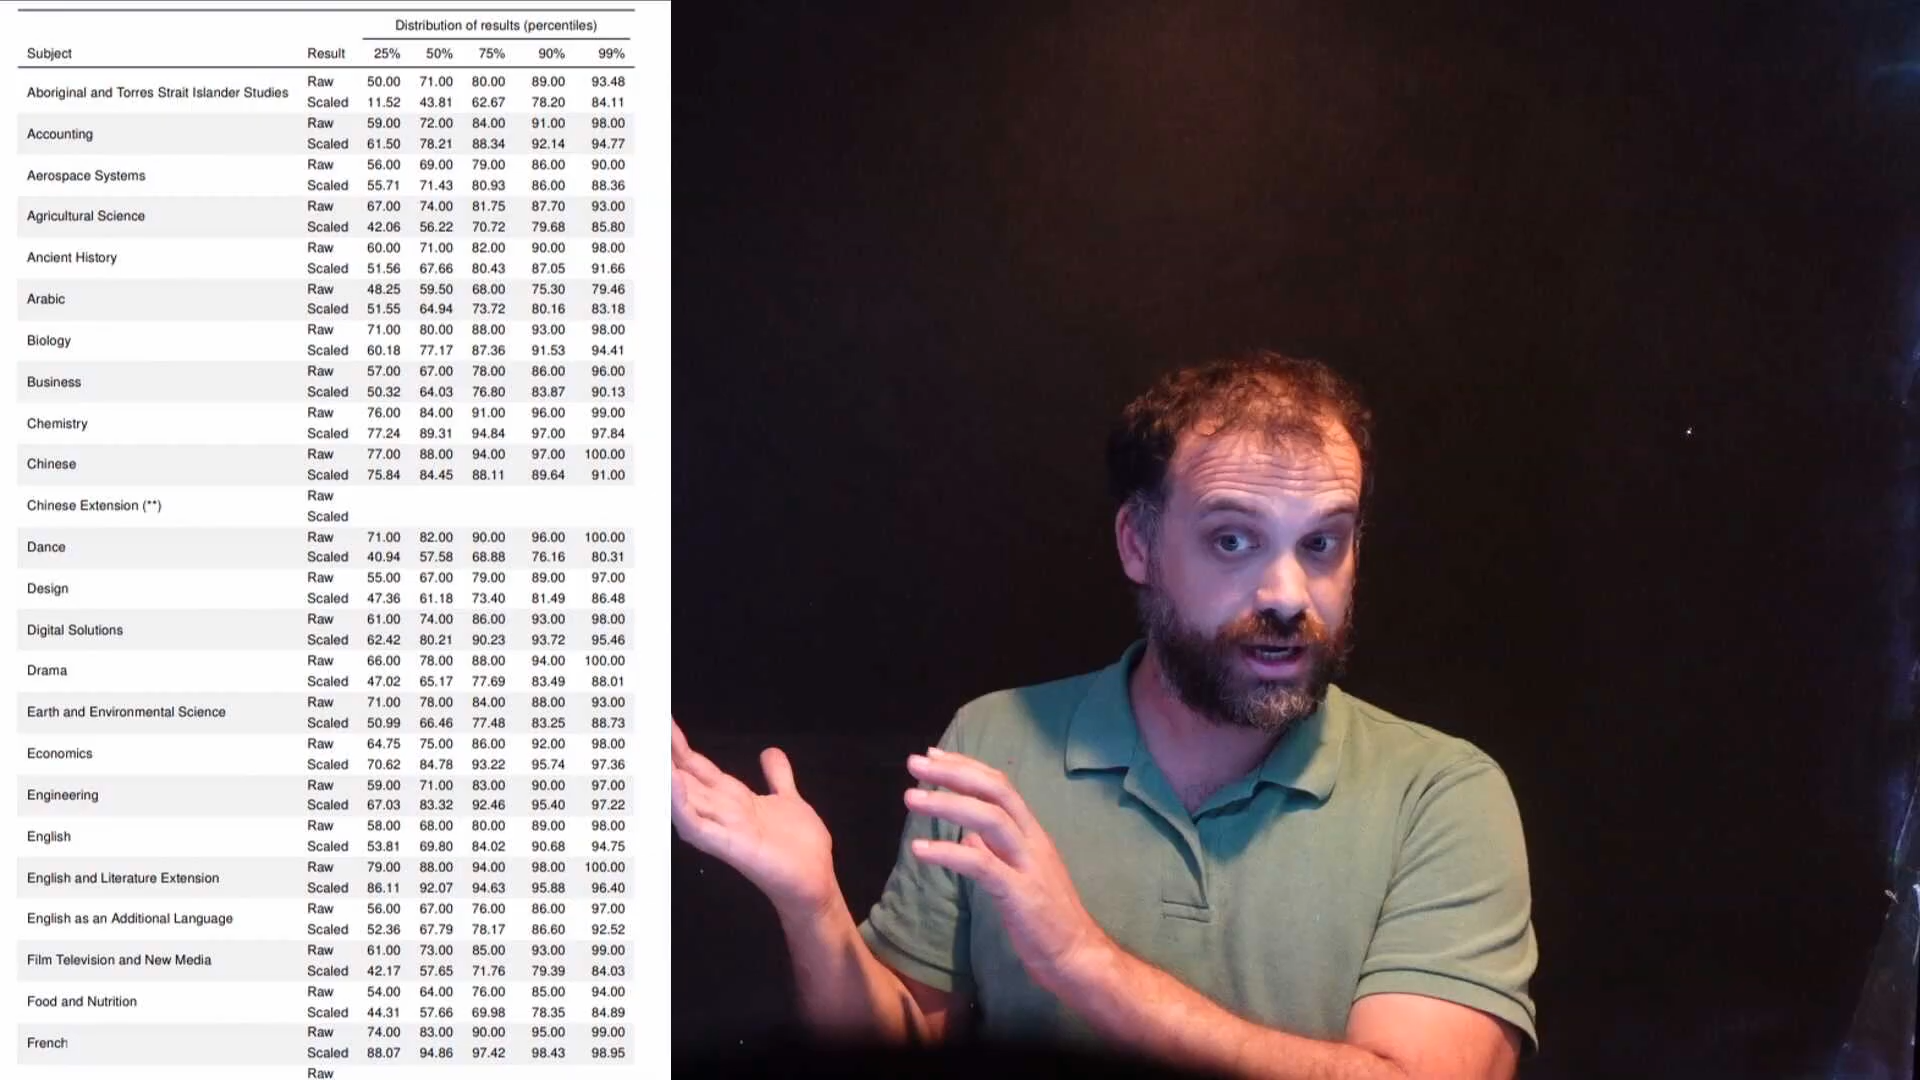 Distribution of results (percentiles)
Subject Result 25% 50% 75% 90% 99%
Aboriginal and Torres Strait Islander Studies Raw 50.00 71.00 80.00 89.00 93.48
Scaled 11.52 43.81 62.67 78.20 84.11
Accounting Raw 59.00 72.00 84.00 91.00 98.00
Scaled 61.50 78.21 88.34 92.14 94.77
Aerospace Systems Raw 56.00 69.00 79.00 86.00 90.00
Scaled 55.71 71.43 80.93 86.00 88.36
Agricultural Science Raw 67.00 74.00 81.75 87.70 93.00
Scaled 42.06 56.22 70.72 79.68 85.80
Ancient History Raw 60.00 71.00 82.00 90.00 98.00
Scaled 51.56 67.66 80.43 87.05 91.66
Arabic Raw 48.25 59.50 68.00 75.30 79.46
Scaled 51.55 64.94 73.72 80.16 83.18
Biology Raw 71.00 80.00 88.00 93.00 98.00
Scaled 60.18 77.17 87.36 91.53 94.41
Business Raw 57.00 67.00 78.00 86.00 96.00
Scaled 50.32 64.03 76.80 83.87 90.13
Chemistry Raw 76.00 84.00 91.00 96.00 99.00
Scaled 77.24 89.31 94.84 97.00 97.84
Chinese Raw 77.00 88.00 94.00 97.00 100.00
Scaled 75.84 84.45 88.11 89.64 91.00
Chinese Extension (**) Raw
Scaled
Dance Raw 71.00 82.00 90.00 96.00 100.00
Scaled 40.94 57.58 68.88 76.16 80.31
Design Raw 55.00 67.00 79.00 89.00 97.00
Scaled 47.36 61.18 73.40 81.49 86.48
Digital Solutions Raw 61.00 74.00 86.00 93.00 98.00
Scaled 62.42 80.21 90.23 93.72 95.46
Drama Raw 66.00 78.00 88.00 94.00 100.00
Scaled 47.02 65.17 77.69 83.49 88.01
Earth and Environmental Science Raw 71.00 78.00 84.00 88.00 93.00
Scaled 50.99 66.46 77.48 83.25 88.73
Economics Raw 64.75 75.00 86.00 92.00 98.00
Scaled 70.62 84.78 93.22 95.74 97.36
Engineering Raw 59.00 71.00 83.00 90.00 97.00
Scaled 67.03 83.32 92.46 95.40 97.22
English Raw 58.00 68.00 80.00 89.00 98.00
Scaled 53.81 69.80 84.02 90.68 94.75
English and Literature Extension Raw 79.00 88.00 94.00 98.00 100.00
Scaled 86.11 92.07 94.63 95.88 96.40
English as an Additional Language Raw 56.00 67.00 76.00 86.00 97.00
Scaled 52.36 67.79 78.17 86.60 92.52
Film Television and New Media Raw 61.00 73.00 85.00 93.00 99.00
Scaled 42.17 57.65 71.76 79.39 84.03
Food and Nutrition Raw 54.00 64.00 76.00 85.00 94.00
Scaled 44.31 57.66 69.98 78.35 84.89
French Raw 74.00 83.00 90.00 95.00 99.00
Scaled 88.07 94.86 97.42 98.43 98.95
Raw